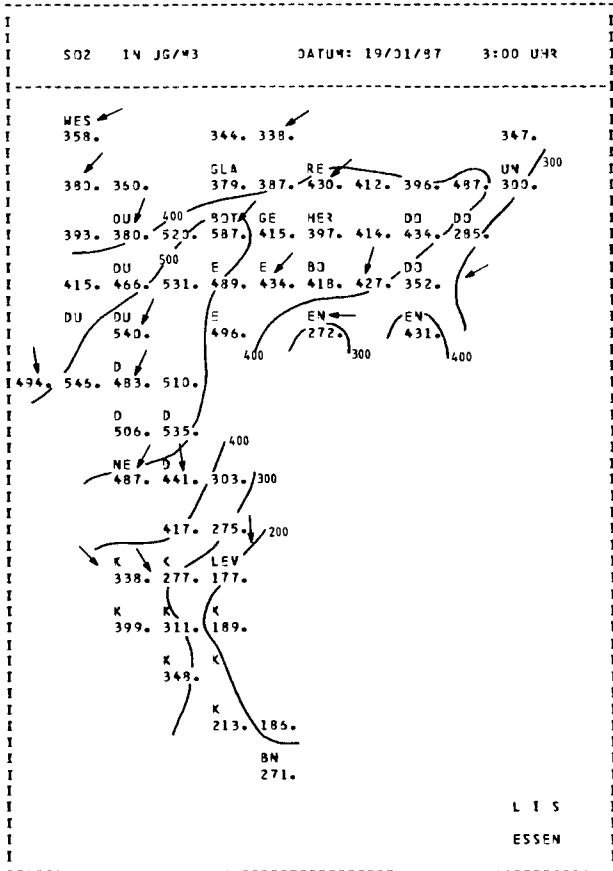 SO2 IN JG/M3 DATUM: 19/01/87 3:00 UHR
WES
358. 344. 338. 347.
GLA RE UN 300
380. 360. 379. 387. 430. 412. 396. 487. 300.
DU 400 BOT GE HER DO DO
393. 380. 520. 587. 415. 397. 414. 434. 285.
DU 500 E E BO DO
415. 466. 531. 489. 434. 418. 427. 352.
DU DU E EN EN
540. 496. 272. 431.
400 300 400
D
494. 546. 483. 510.
D D
506. 535.
400
NE D
487. 441. 303. 300
417. 275. 200
K K LEV
338. 277. 177.
K K K
399. 311. 189.
K K
348.
K
213. 186.
BN
271.
L I S
ESSEN